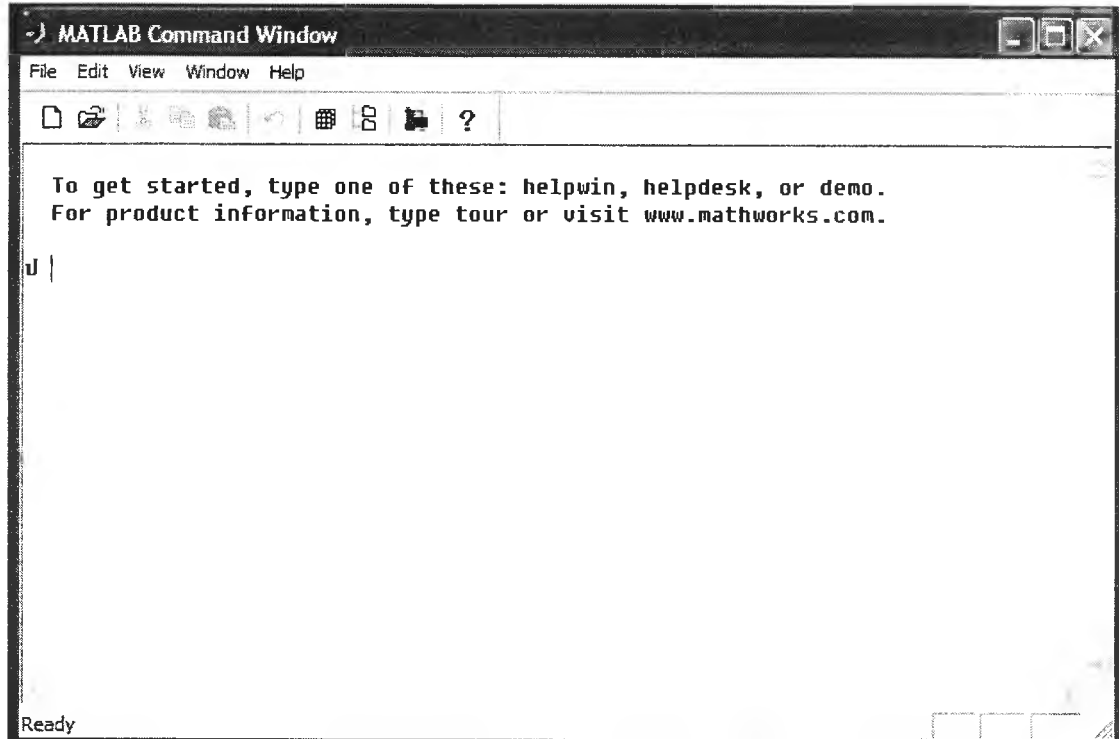 MATLAB Command Window
File Edit View Window Help
?
To get started, type one of these: helpwin, helpdesk, or demo.
For product information, type tour or visit www.mathworks.com.
ป
Ready